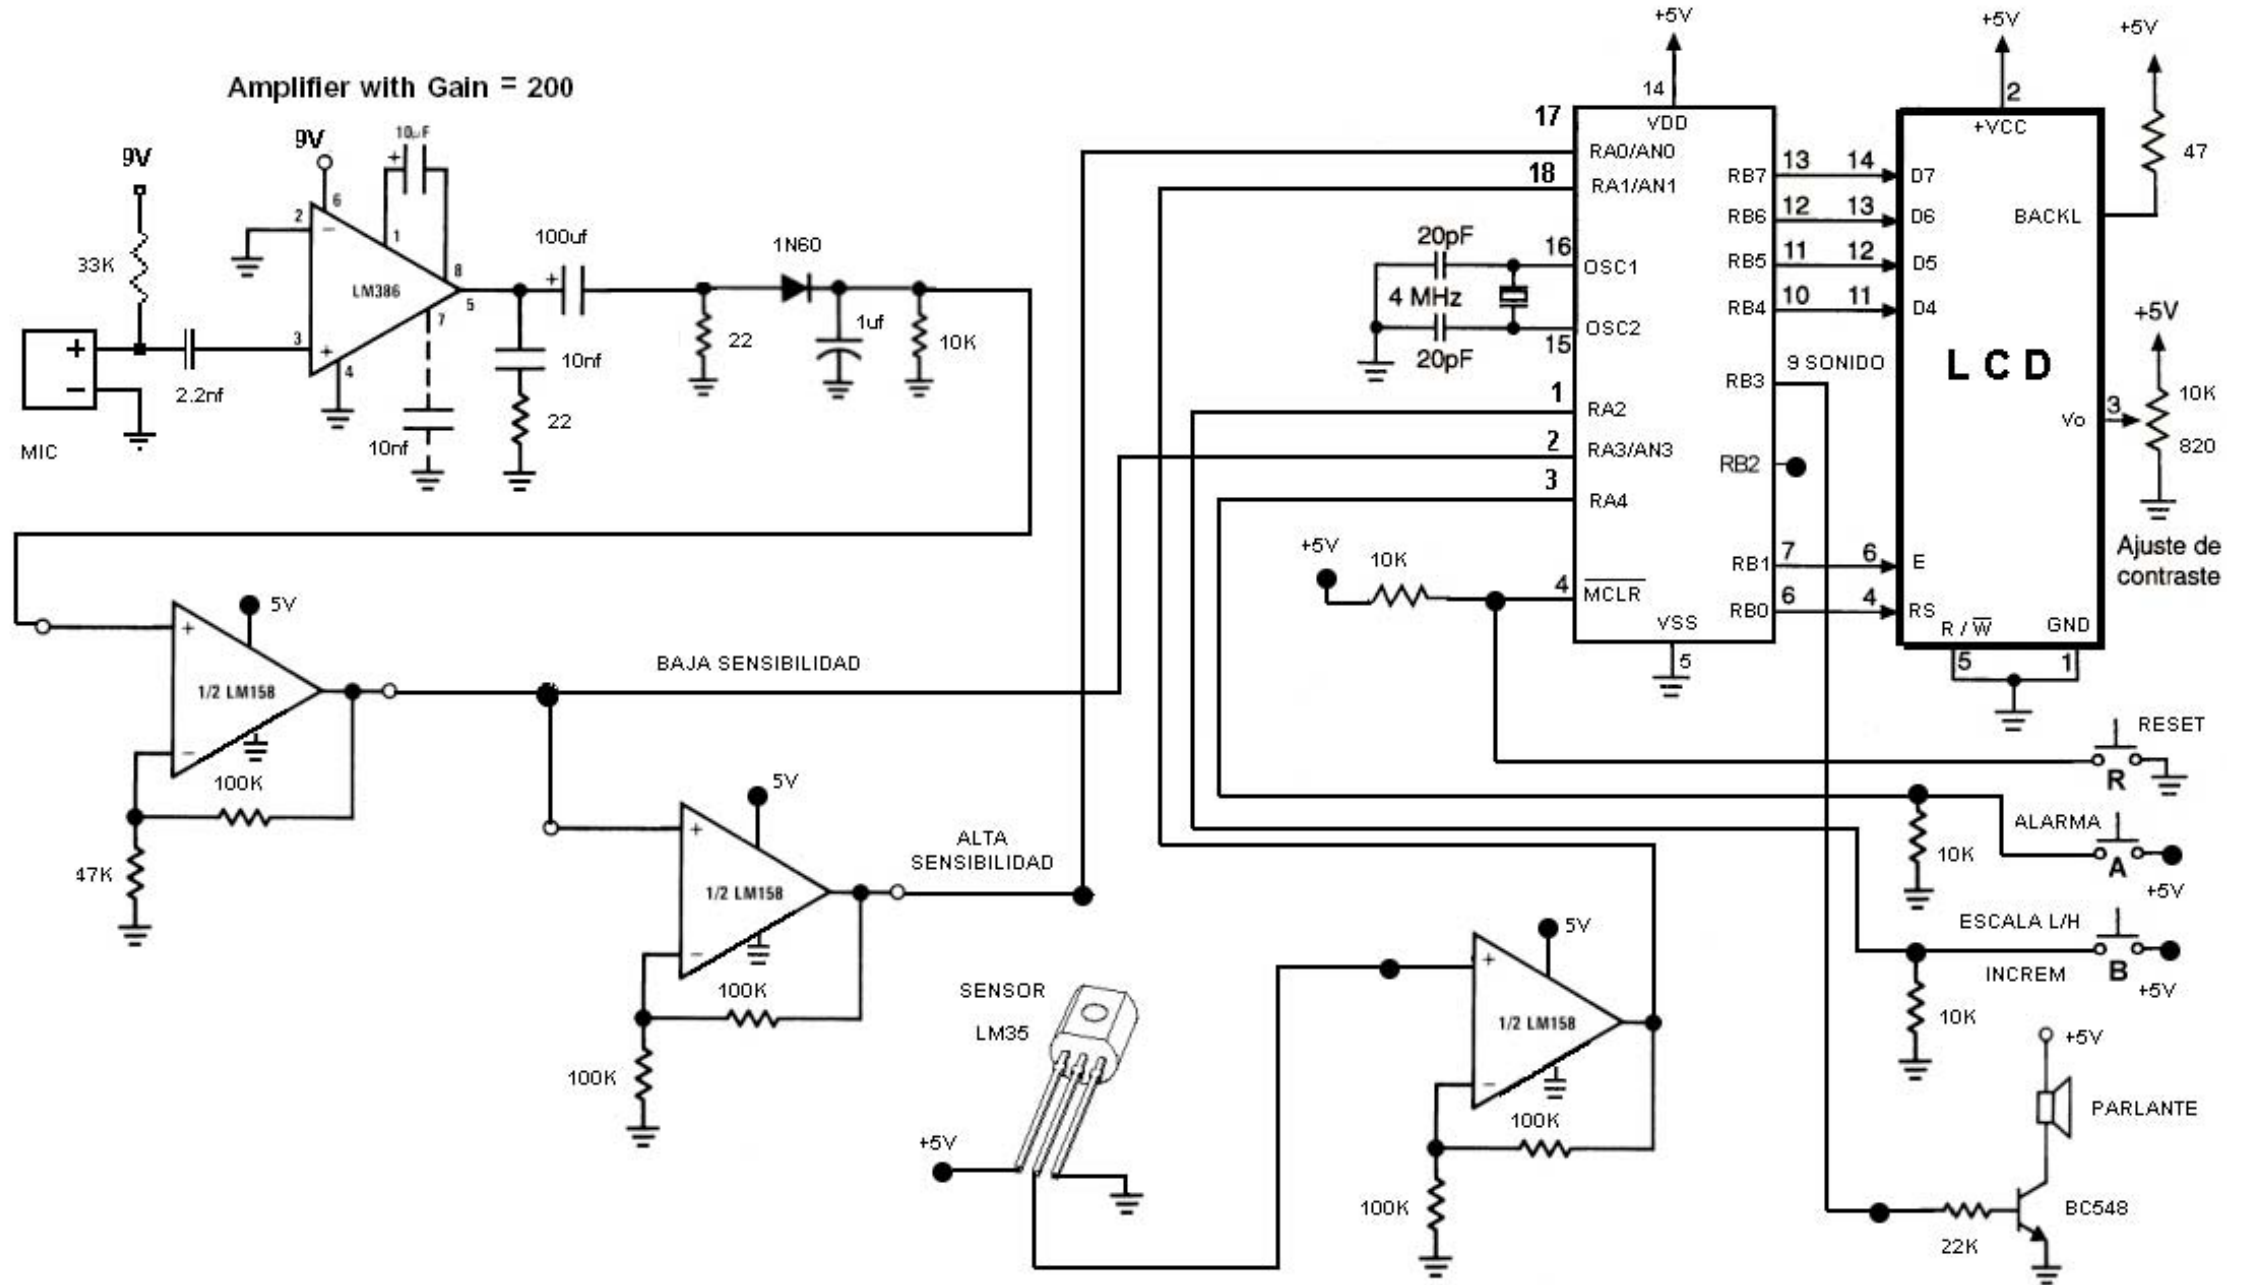 Amplifier with Gain = 200
9V
33K
MIC
+
−
2.2nf
9V
10µF
+
2
6
1
8
3
4
7
5
−
+
LM386
10nf
10nf
22
100uf
+
22
1N60
1uf
10K
5V
+
−
1/2 LM158
100K
47K
BAJA SENSIBILIDAD
5V
+
−
1/2 LM158
100K
100K
ALTA
SENSIBILIDAD
SENSOR
LM35
+5V
5V
+
−
1/2 LM158
100K
100K
+5V
14
VDD
17
RA0/AN0
18
RA1/AN1
20pF
4 MHz
20pF
16
OSC1
OSC2
15
1
RA2
2
RA3/AN3
3
RA4
+5V
10K
4
MCLR
VSS
5
RB7
13
14
RB6
12
13
RB5
11
12
RB4
10
11
RB3
9 SONIDO
RB2
RB1
7
6
RB0
6
4
+5V
2
+VCC
D7
D6
D5
D4
LCD
E
RS
R / W
GND
5
1
BACKL
+5V
47
+5V
Vo
3
10K
820
Ajuste de
contraste
RESET
R
ALARMA
A
10K
+5V
ESCALA L/H
B
INCREM
+5V
10K
+5V
PARLANTE
BC548
22K